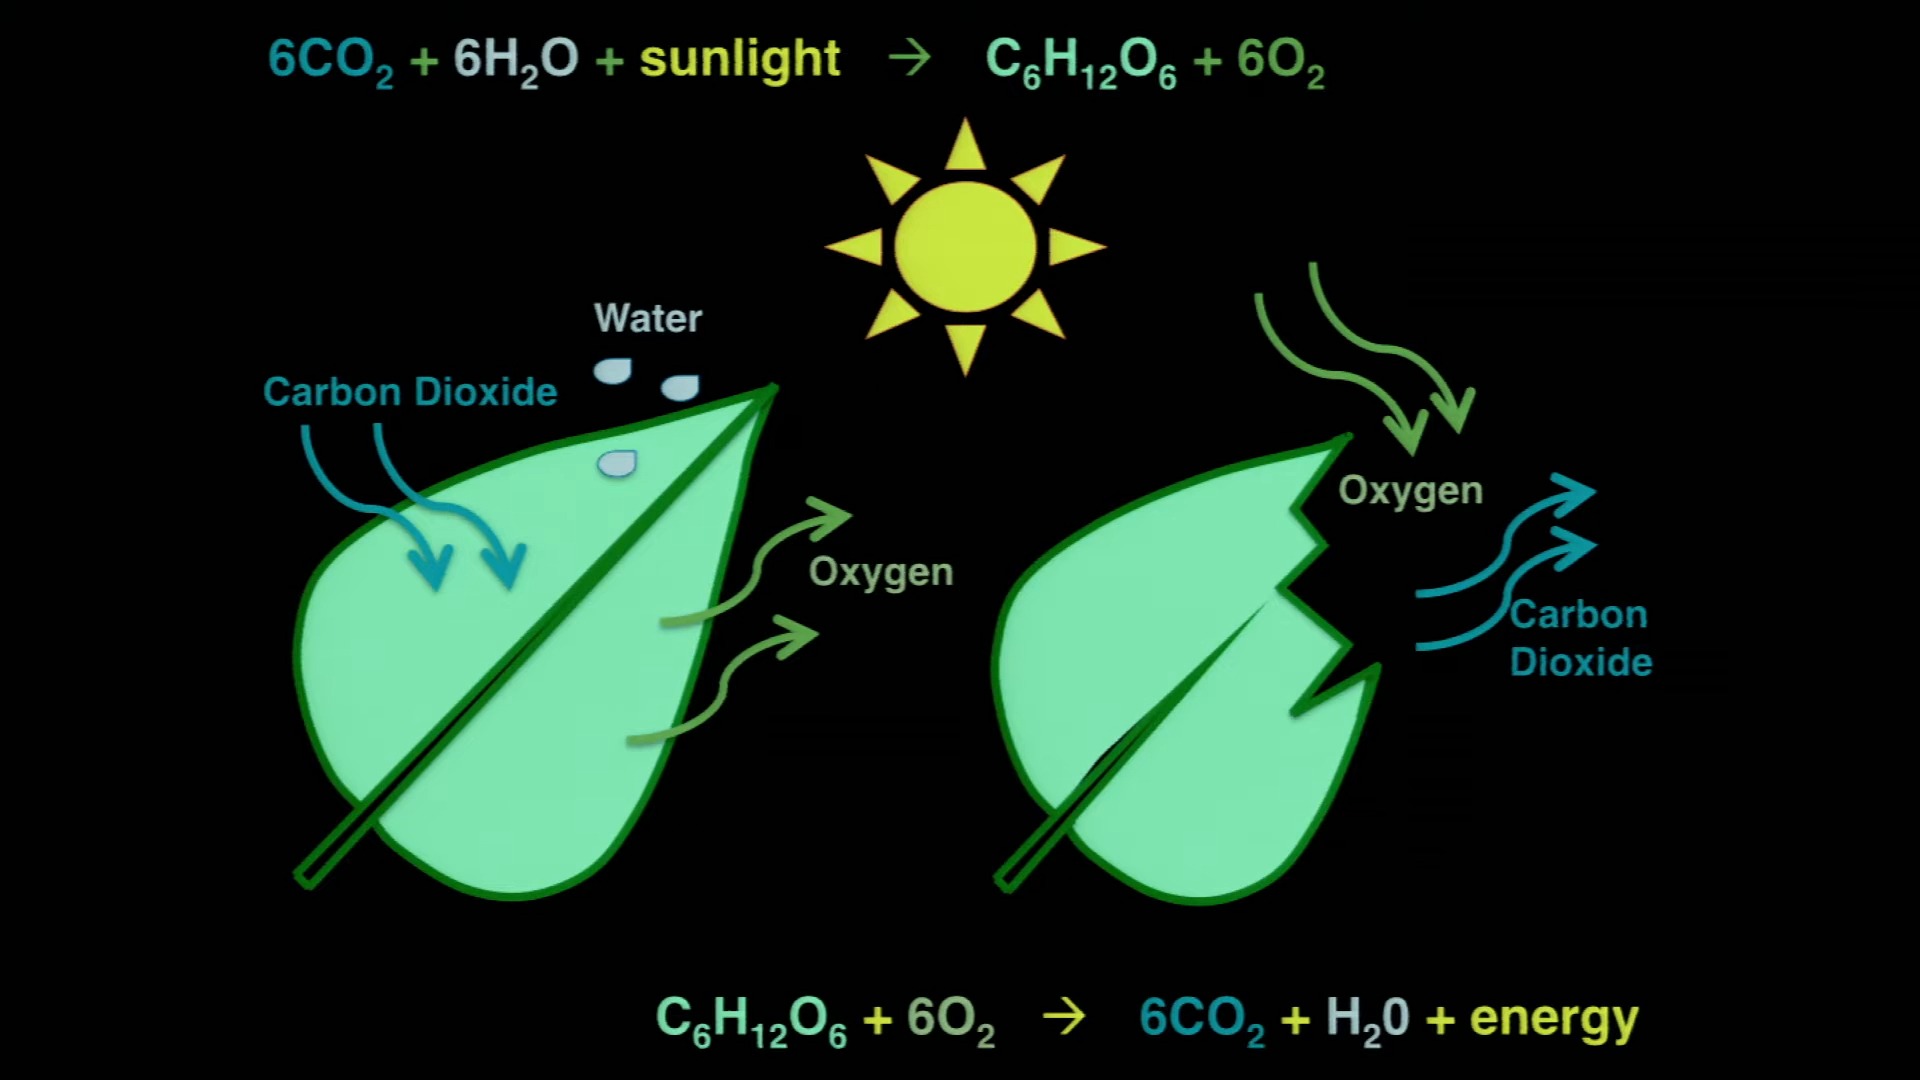 6CO₂ + 6H₂O + sunlight → C₆H₁₂O₆ + 6O₂
Water
Carbon Dioxide
Oxygen
Oxygen
Carbon
Dioxide
C₆H₁₂O₆ + 6O₂ → 6CO₂ + H₂0 + energy